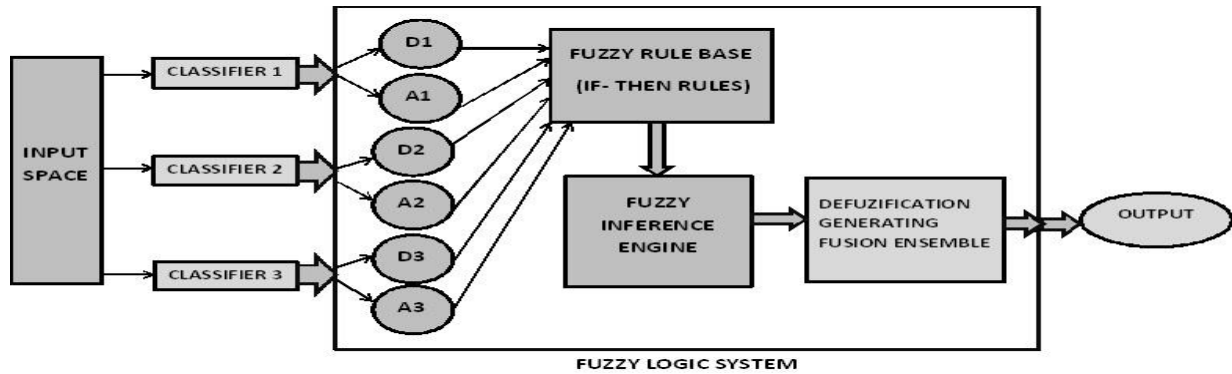 INPUT
SPACE
CLASSIFIER 1
CLASSIFIER 2
CLASSIFIER 3
D1
A1
D2
A2
D3
A3
FUZZY RULE BASE
(IF- THEN RULES)
FUZZY
INFERENCE
ENGINE
DEFUZIFICATION
GENERATING
FUSION ENSEMBLE
OUTPUT
FUZZY LOGIC SYSTEM